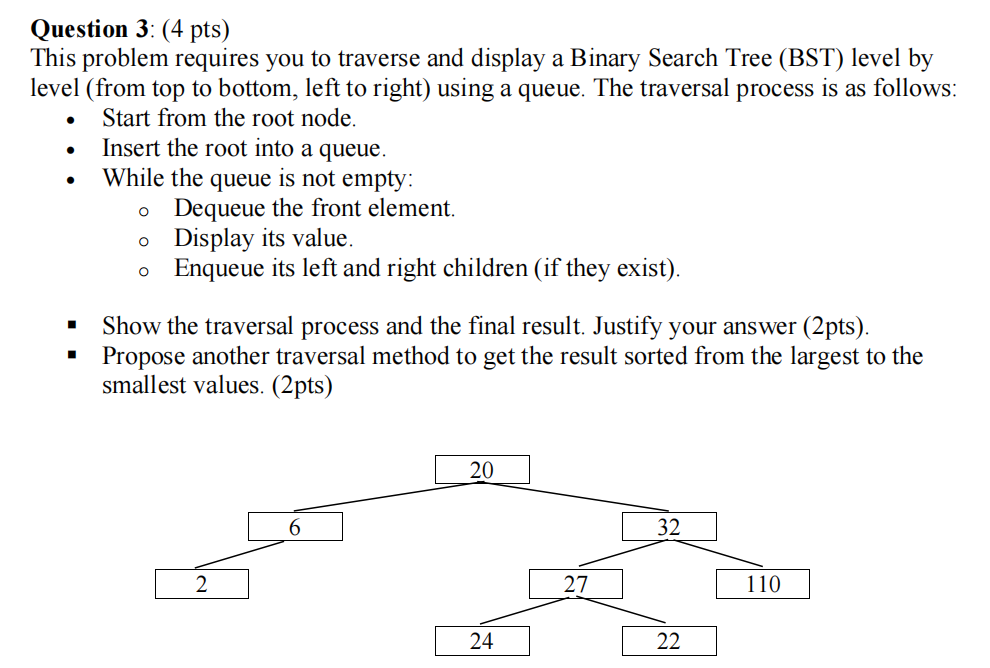 Question 3: (4 pts)
This problem requires you to traverse and display a Binary Search Tree (BST) level by
level (from top to bottom, left to right) using a queue. The traversal process is as follows:
• Start from the root node.
• Insert the root into a queue.
• While the queue is not empty:
o Dequeue the front element.
o Display its value.
o Enqueue its left and right children (if they exist).
▪ Show the traversal process and the final result. Justify your answer (2pts).
▪ Propose another traversal method to get the result sorted from the largest to the
smallest values. (2pts)
20
6 32
2 27 110
24 22